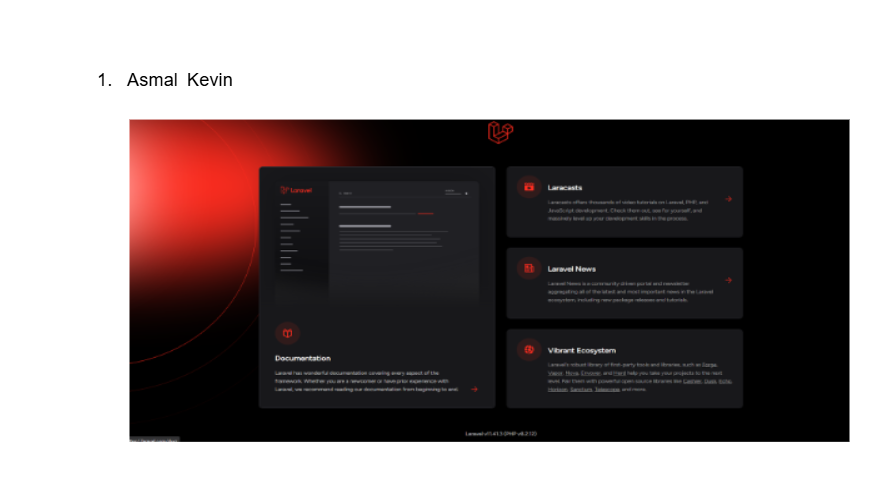 1. Asmal Kevin
Laravel
Laracasts
Laracasts offers thousands of video tutorials on Laravel, PHP, and
JavaScript development. Check them out, see for yourself, and
massively level up your development skills in the process.
Laravel News
Laravel News is a community driven portal and newsletter
aggregating all of the latest and most important news in the Laravel
ecosystem, including new package releases and tutorials.
Documentation
Laravel has wonderful documentation covering every aspect of the
framework. Whether you are a newcomer or have prior experience with
Laravel, we recommend reading our documentation from beginning to end.
Vibrant Ecosystem
Laravel's robust library of first-party tools and libraries, such as Forge,
Vapor, Nova, Envoyer, and Herd help you take your projects to the next
level. Pair them with powerful open source libraries like Cashier, Dusk, Echo,
Horizon, Sanctum, Telescope, and more.
Laravel v11.41.3 (PHP v8.2.12)